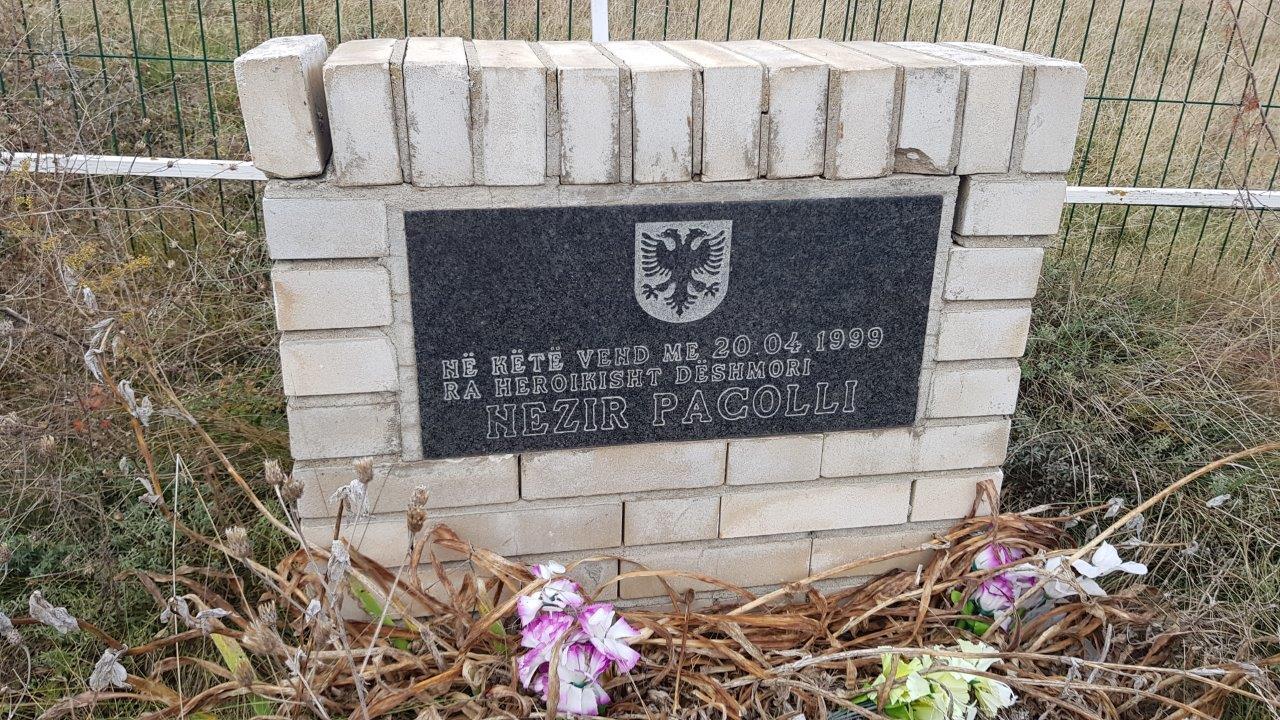 NË KËTË VEND ME 20.04 1999
RA HEROIKISHT DËSHMORI
NEZIR PACOLLI